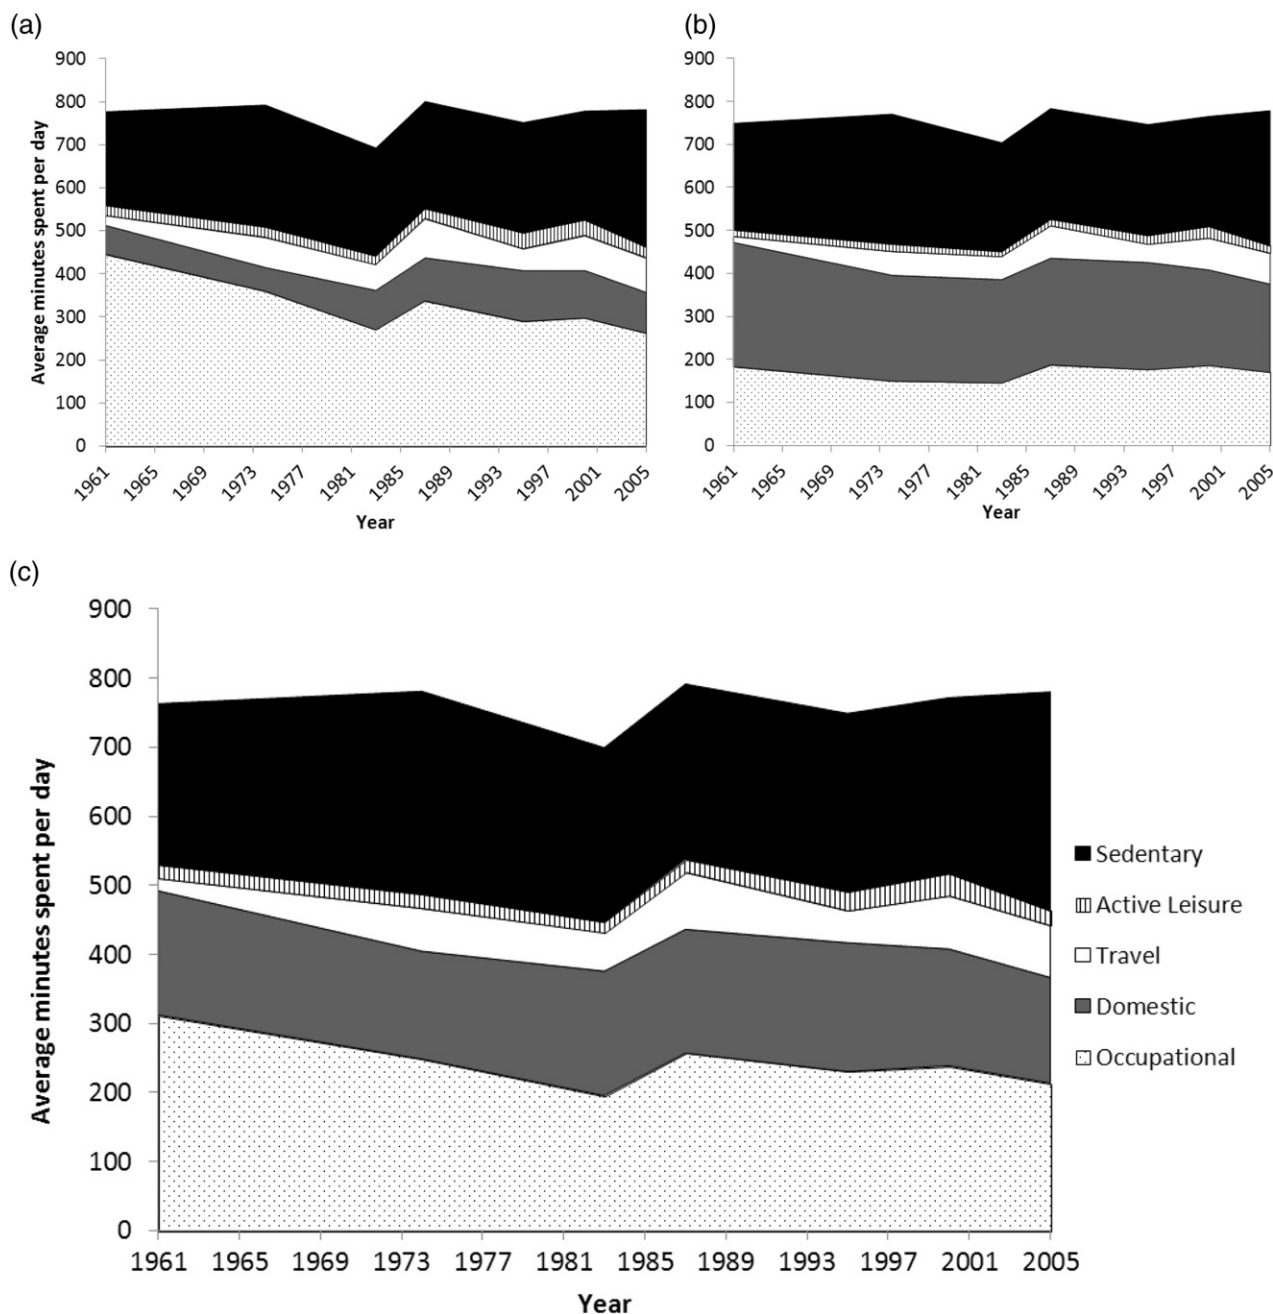 (a)
900
800
700
600
500
400
300
200
100
0
Average minutes spent per day
1961 1965 1969 1973 1977 1981 1985 1989 1993 1997 2001 2005
Year
(b)
900
800
700
600
500
400
300
200
100
0
1961 1965 1969 1973 1977 1981 1985 1989 1993 1997 2001 2005
Year
(c)
900
800
700
600
500
400
300
200
100
0
Average minutes spent per day
1961 1965 1969 1973 1977 1981 1985 1989 1993 1997 2001 2005
Year
Sedentary
Active Leisure
Travel
Domestic
Occupational